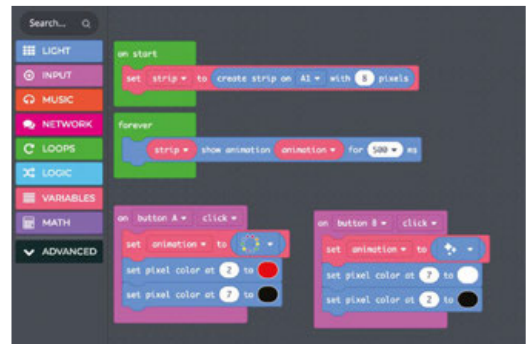 Search...
LIGHT
INPUT
MUSIC
NETWORK
LOOPS
LOGIC
VARIABLES
MATH
ADVANCED
on start
set strip to create strip on A1 with 8 pixels
forever
strip show animation animation for 500 ms
on button A click
set animation to
set pixel color at 2 to
set pixel color at 7 to
on button B click
set animation to
set pixel color at 7 to
set pixel color at 2 to